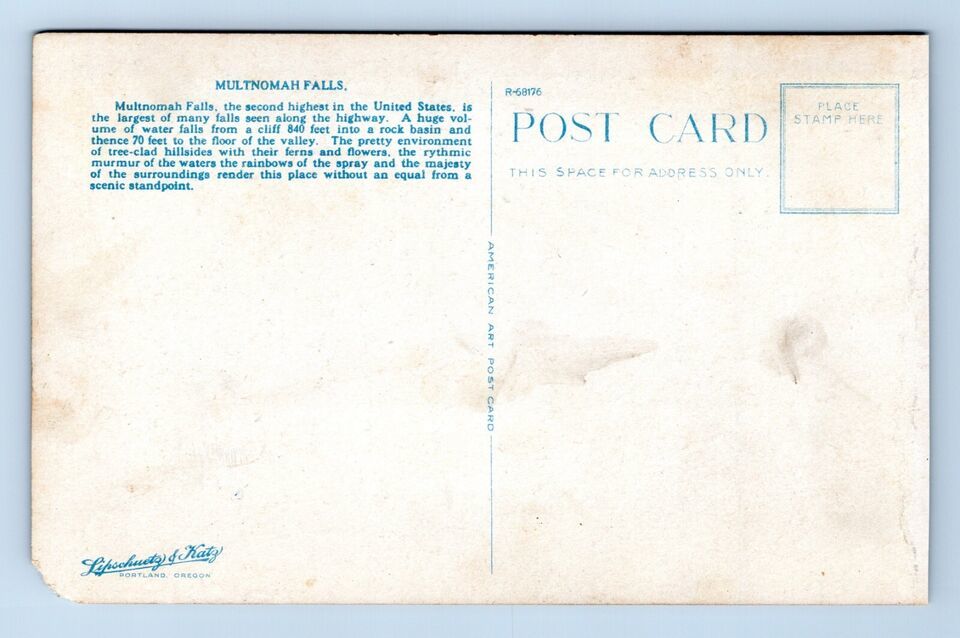 MULTNOMAH FALLS.
Multnomah Falls, the second highest in the United States, is
the largest of many falls seen along the highway. A huge vol-
ume of water falls from a cliff 840 feet into a rock basin and
thence 70 feet to the floor of the valley. The pretty environment
of tree-clad hillsides with their ferns and flowers, the rythmic
murmur of the waters the rainbows of the spray and the majesty
of the surroundings render this place without an equal from a
scenic standpoint.
Lipschuetz & Katz
PORTLAND, OREGON
AMERICAN ART POST CARD
R-68176
POST CARD
THIS SPACE FOR ADDRESS ONLY.
PLACE
STAMP HERE